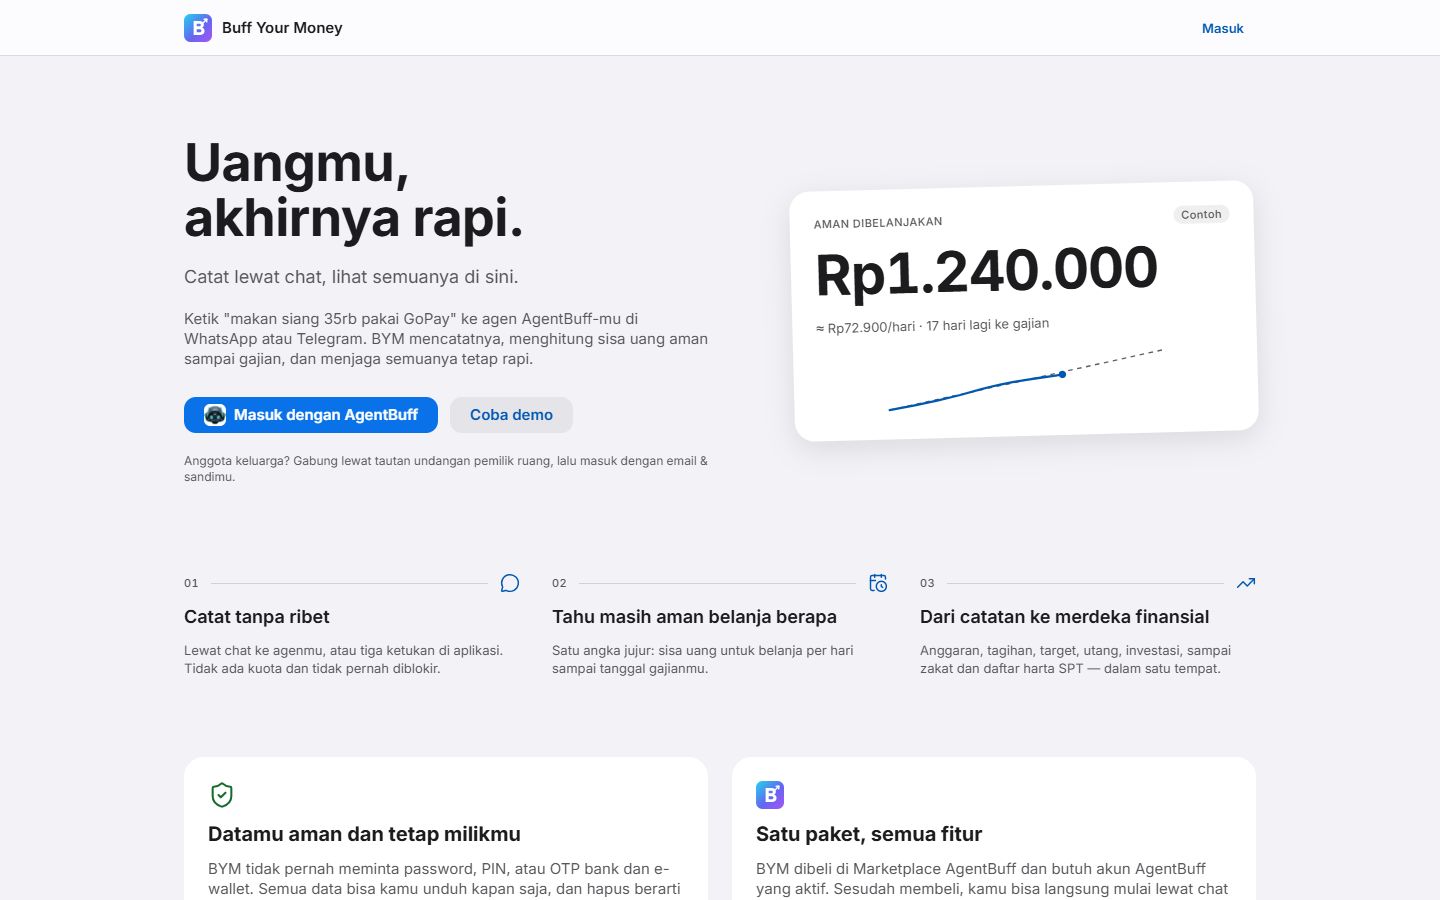 Buff Your Money
Masuk
Uangmu,
akhirnya rapi.
Catat lewat chat, lihat semuanya di sini.
Ketik "makan siang 35rb pakai GoPay" ke agen AgentBuff-mu di
WhatsApp atau Telegram. BYM mencatatnya, menghitung sisa uang aman
sampai gajian, dan menjaga semuanya tetap rapi.
Masuk dengan AgentBuff
Coba demo
Anggota keluarga? Gabung lewat tautan undangan pemilik ruang, lalu masuk dengan email &
sandimu.
AMAN DIBELANJAKAN
Contoh
Rp1.240.000
≈ Rp72.900/hari · 17 hari lagi ke gajian
01
Catat tanpa ribet
Lewat chat ke agenmu, atau tiga ketukan di aplikasi.
Tidak ada kuota dan tidak pernah diblokir.
02
Tahu masih aman belanja berapa
Satu angka jujur: sisa uang untuk belanja per hari
sampai tanggal gajianmu.
03
Dari catatan ke merdeka finansial
Anggaran, tagihan, target, utang, investasi, sampai
zakat dan daftar harta SPT — dalam satu tempat.
Datamu aman dan tetap milikmu
BYM tidak pernah meminta password, PIN, atau OTP bank dan e-
wallet. Semua data bisa kamu unduh kapan saja, dan hapus berarti
B
Satu paket, semua fitur
BYM dibeli di Marketplace AgentBuff dan butuh akun AgentBuff
yang aktif. Sesudah membeli, kamu bisa langsung mulai lewat chat